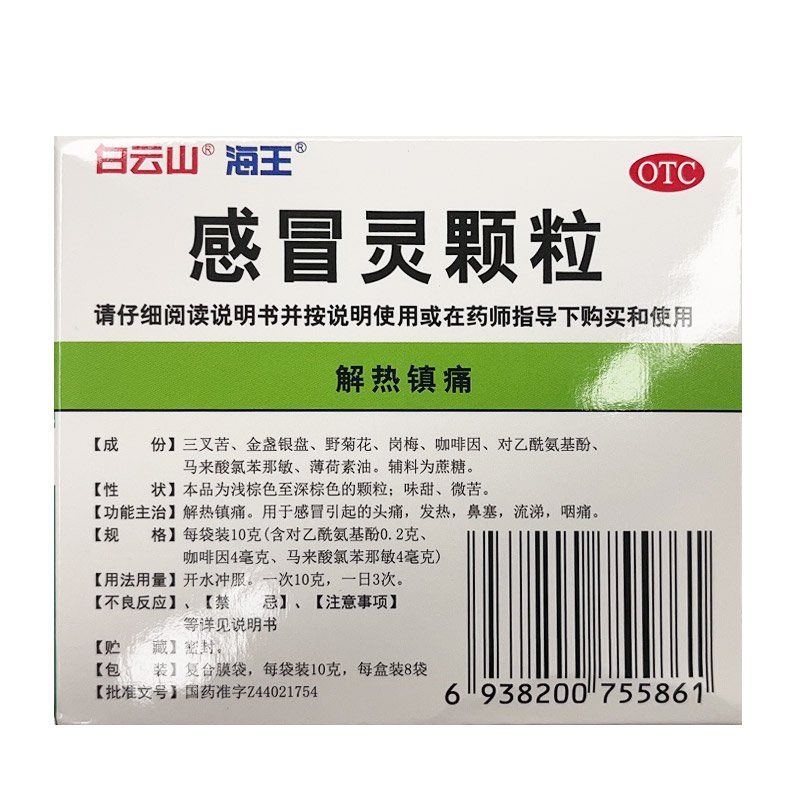 白云山® 海王®
OTC
感冒灵颗粒
请仔细阅读说明书并按说明使用或在药师指导下购买和使用
解热镇痛
【成 份】三叉苦、金盏银盘、野菊花、岗梅、咖啡因、对乙酰氨基酚、
马来酸氯苯那敏、薄荷素油。辅料为蔗糖。
【性 状】本品为浅棕色至深棕色的颗粒；味甜、微苦。
【功能主治】解热镇痛。用于感冒引起的头痛，发热，鼻塞，流涕，咽痛。
【规 格】每袋装10克(含对乙酰氨基酚0.2克、
咖啡因4毫克、马来酸氯苯那敏4毫克)
【用法用量】开水冲服。一次10克，一日3次。
【不良反应】、【禁 忌】、【注意事项】
等详见说明书
【贮 藏】密封。
【包 装】复合膜袋，每袋装10克，每盒装8袋
【批准文号】国药准字Z44021754
6 938200 755861